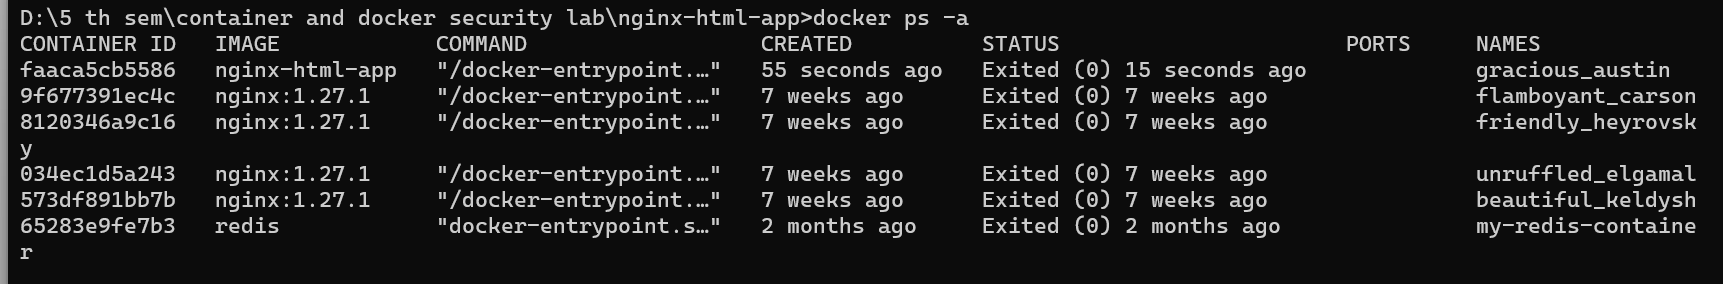 D:\5 th sem\container and docker security lab\nginx-html-app>docker ps -a
CONTAINER ID   IMAGE            COMMAND                  CREATED          STATUS                      PORTS     NAMES
faaca5cb5586   nginx-html-app   "/docker-entrypoint.…"   55 seconds ago   Exited (0) 15 seconds ago             gracious_austin
9f677391ec4c   nginx:1.27.1     "/docker-entrypoint.…"   7 weeks ago      Exited (0) 7 weeks ago                flamboyant_carson
8120346a9c16   nginx:1.27.1     "/docker-entrypoint.…"   7 weeks ago      Exited (0) 7 weeks ago                friendly_heyrovsk
y
034ec1d5a243   nginx:1.27.1     "/docker-entrypoint.…"   7 weeks ago      Exited (0) 7 weeks ago                unruffled_elgamal
573df891bb7b   nginx:1.27.1     "/docker-entrypoint.…"   7 weeks ago      Exited (0) 7 weeks ago                beautiful_keldysh
65283e9fe7b3   redis            "docker-entrypoint.s…"   2 months ago     Exited (0) 2 months ago               my-redis-containe
r